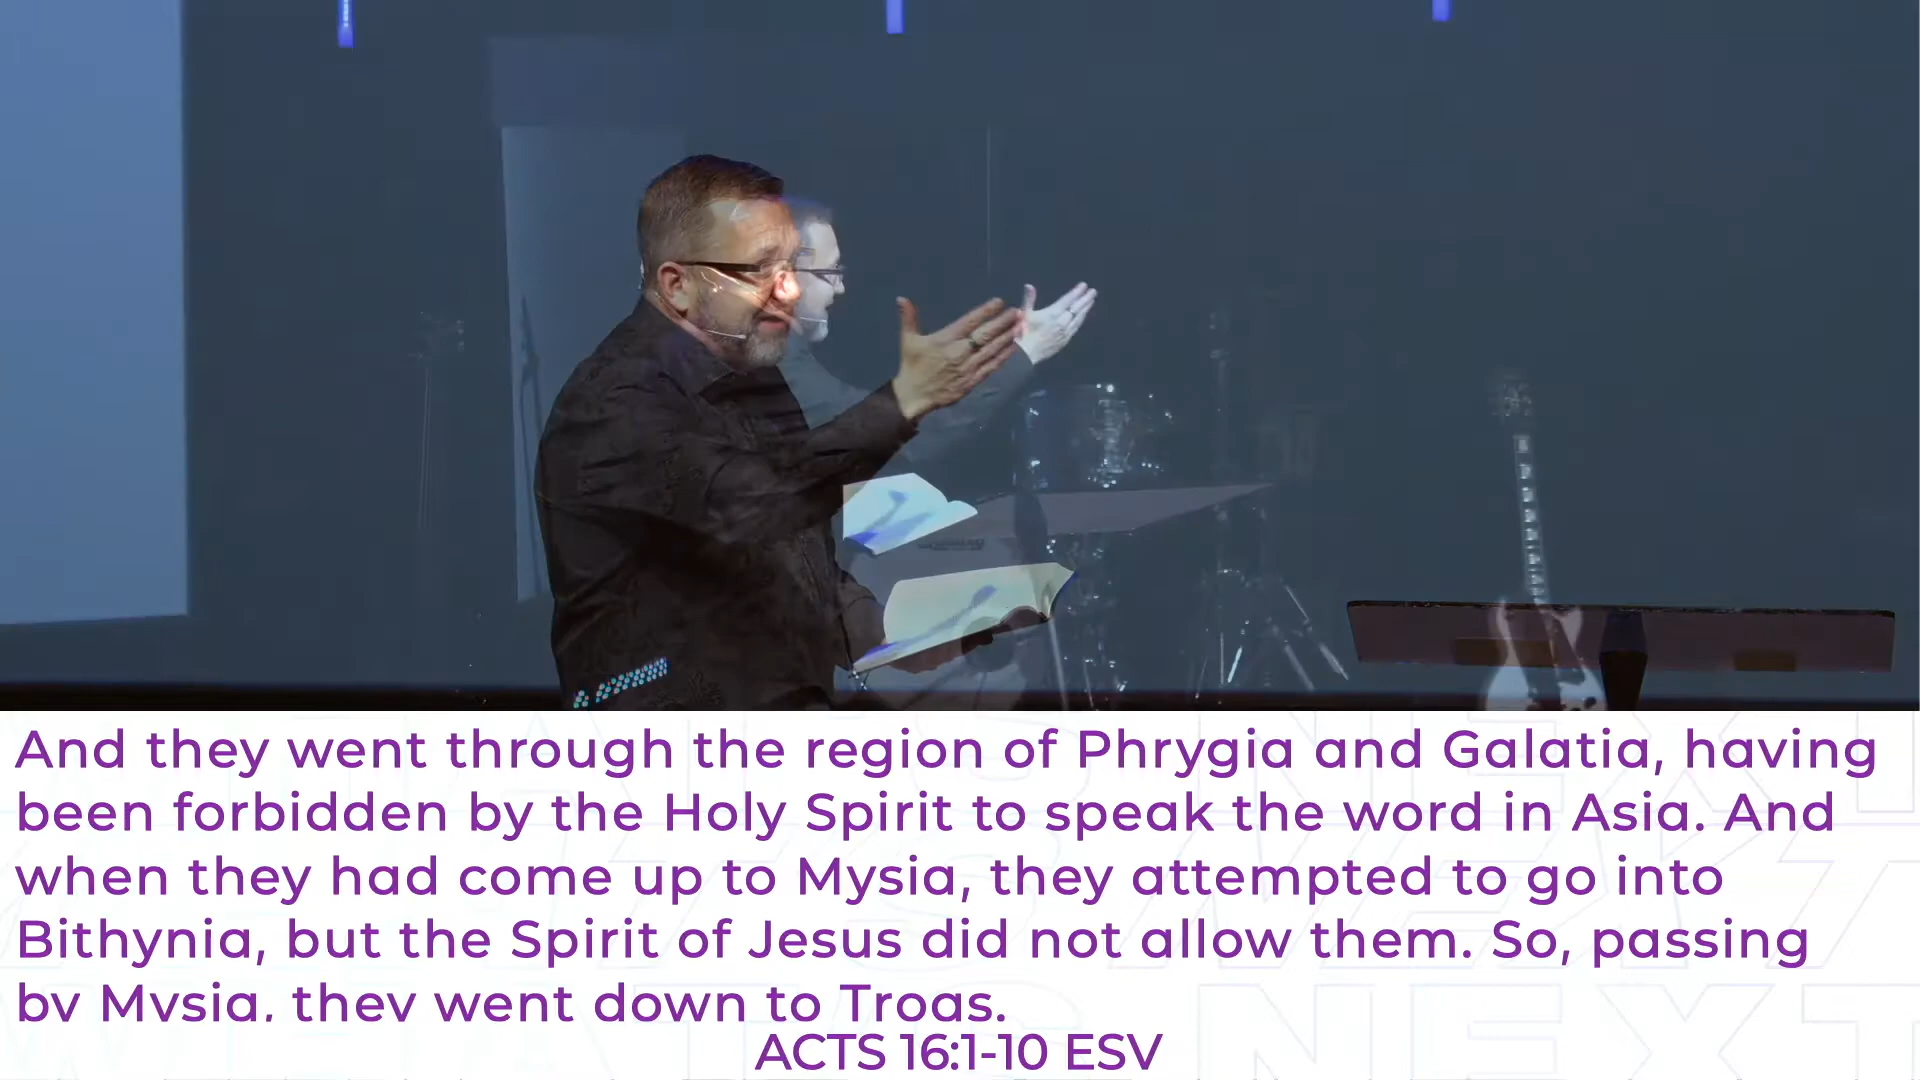 And they went through the region of Phrygia and Galatia, having
been forbidden by the Holy Spirit to speak the word in Asia. And
when they had come up to Mysia, they attempted to go into
Bithynia, but the Spirit of Jesus did not allow them. So, passing
by Mysia, they went down to Troas.
ACTS 16:1-10 ESV